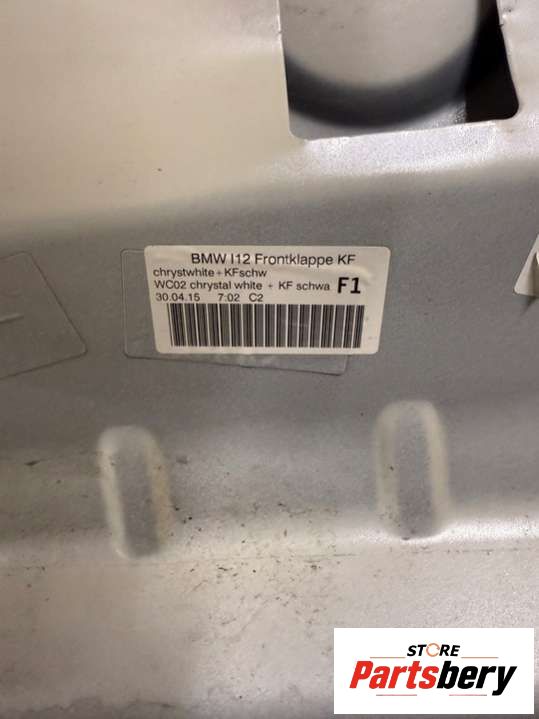 BMW I12 Frontklappe KF
chrystwhite+KFschw
WC02 chrystal white + KF schwa F1
30.04.15 7:02 C2
STORE
Partsbery